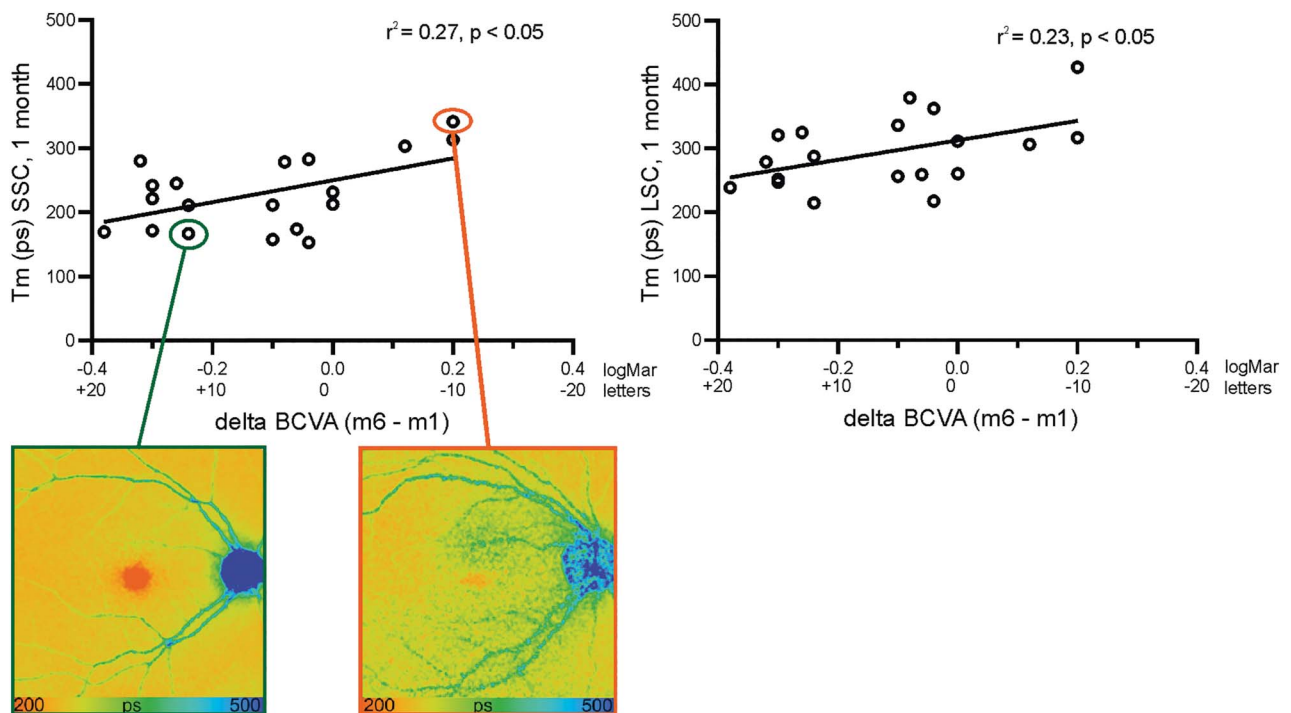 500
400
300
200
100
0
Tm (ps) SSC, 1 month
r² = 0.27, p < 0.05
-0.4 -0.2 0.0 0.2 0.4 logMar
+20 +10 0.0 -10 -20 letters
delta BCVA (m6 - m1)
500
400
300
200
100
0
Tm (ps) LSC, 1 month
r² = 0.23, p < 0.05
-0.4 -0.2 0.0 0.2 0.4 logMar
+20 +10 0.0 -10 -20 letters
delta BCVA (m6 - m1)
200 ps 500
200 ps 500